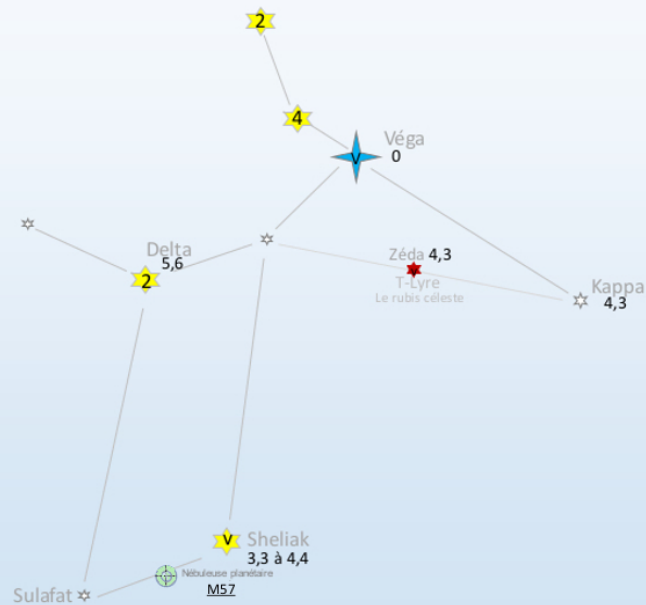 2
4
Véga
V
0
Delta
5,6
2
Zéda 4,3
T-Lyre
Le rubis céleste
Kappa
4,3
V
Sheliak
3,3 à 4,4
Nébuleuse planétaire
M57
Sulafat